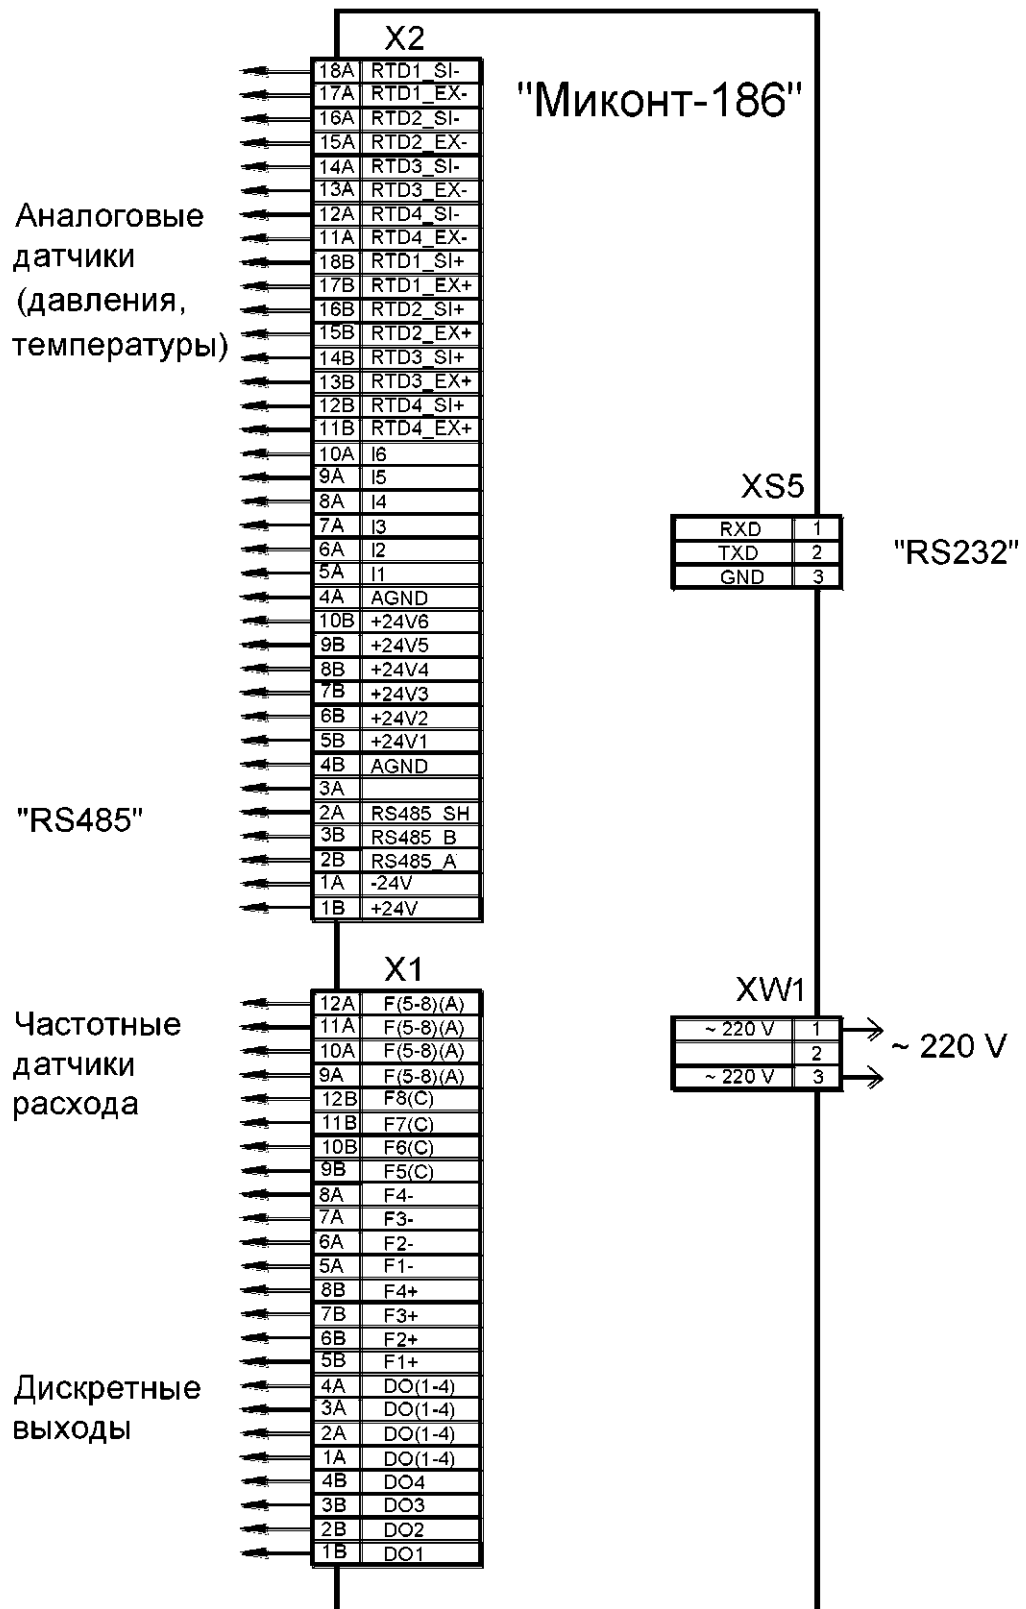 X2
"Миконт-186"
18A RTD1_SI-
17A RTD1_EX-
16A RTD2_SI-
15A RTD2_EX-
14A RTD3_SI-
13A RTD3_EX-
12A RTD4_SI-
11A RTD4_EX-
18B RTD1_SI+
17B RTD1_EX+
16B RTD2_SI+
15B RTD2_EX+
14B RTD3_SI+
13B RTD3_EX+
12B RTD4_SI+
11B RTD4_EX+
10A I6
9A I5
8A I4
7A I3
6A I2
5A I1
4A AGND
10B +24V6
9B +24V5
8B +24V4
7B +24V3
6B +24V2
5B +24V1
4B AGND
3A
2A RS485_SH
3B RS485_B
2B RS485_A
1A -24V
1B +24V
Аналоговые
датчики
(давления,
температуры)
"RS485"
XS5
RXD 1
TXD 2
GND 3
"RS232"
X1
12A F(5-8)(A)
11A F(5-8)(A)
10A F(5-8)(A)
9A F(5-8)(A)
12B F8(C)
11B F7(C)
10B F6(C)
9B F5(C)
8A F4-
7A F3-
6A F2-
5A F1-
8B F4+
7B F3+
6B F2+
5B F1+
4A DO(1-4)
3A DO(1-4)
2A DO(1-4)
1A DO(1-4)
4B DO4
3B DO3
2B DO2
1B DO1
Частотные
датчики
расхода
Дискретные
выходы
XW1
~ 220 V 1
2
~ 220 V 3
~ 220 V